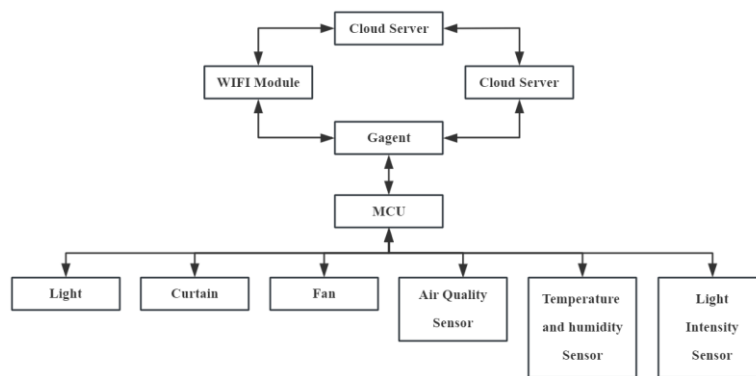 Cloud Server
WIFI Module
Cloud Server
Gagent
MCU
Light
Curtain
Fan
Air Quality
Sensor
Temperature
and humidity
Sensor
Light
Intensity
Sensor